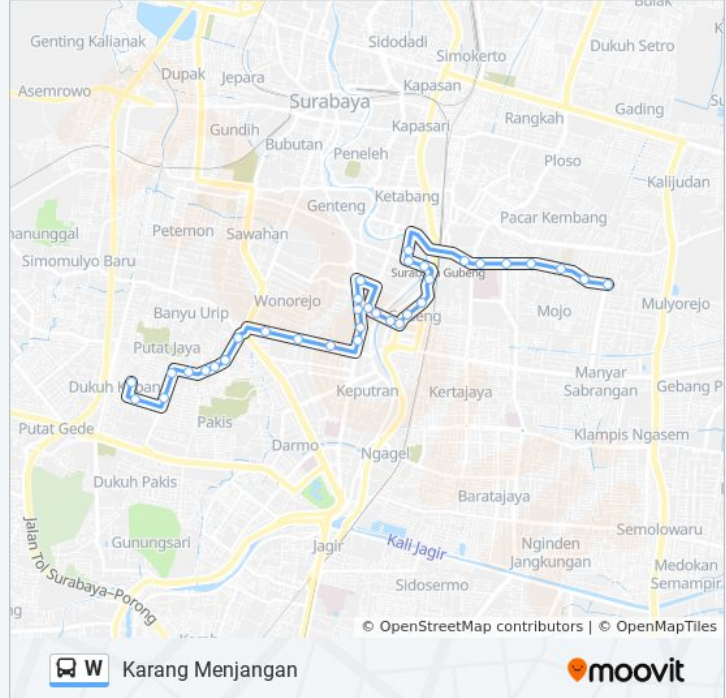 Bulak
Genting Kalianak
Sidodadi
Dukuh Setro
Simokerto
Dupak
Jepara
Asemrowo
Kapasan
Surabaya
Gading
Rangkah
Gundih
Kapasari
Bubutan
Peneleh
Ploso
Kalijudan
Ketabang
Genteng
Pacar Kembang
Petemon
Sawahan
Simomulyo Baru
Gubeng
Wonorejo
Mulyorejo
Banyu Urip
Mojo
Putat Jaya
Manyar
Sabrangan
Dukuh
Keputran
Kertajaya
Gebang P
Pakis
Putat Gede
Klampis Ngasem
Darmo
Ngagel
Dukuh Pakis
Baratajaya
Semolowaru
Gunungsari
Jagir
Kali Jagir
Nginden
Jangkungan
Jalan Tol Surabaya-Porong
Medokan
Semampir
Sidosermo
© OpenStreetMap contributors | © OpenMapTiles
W Karang Menjangan
moovit